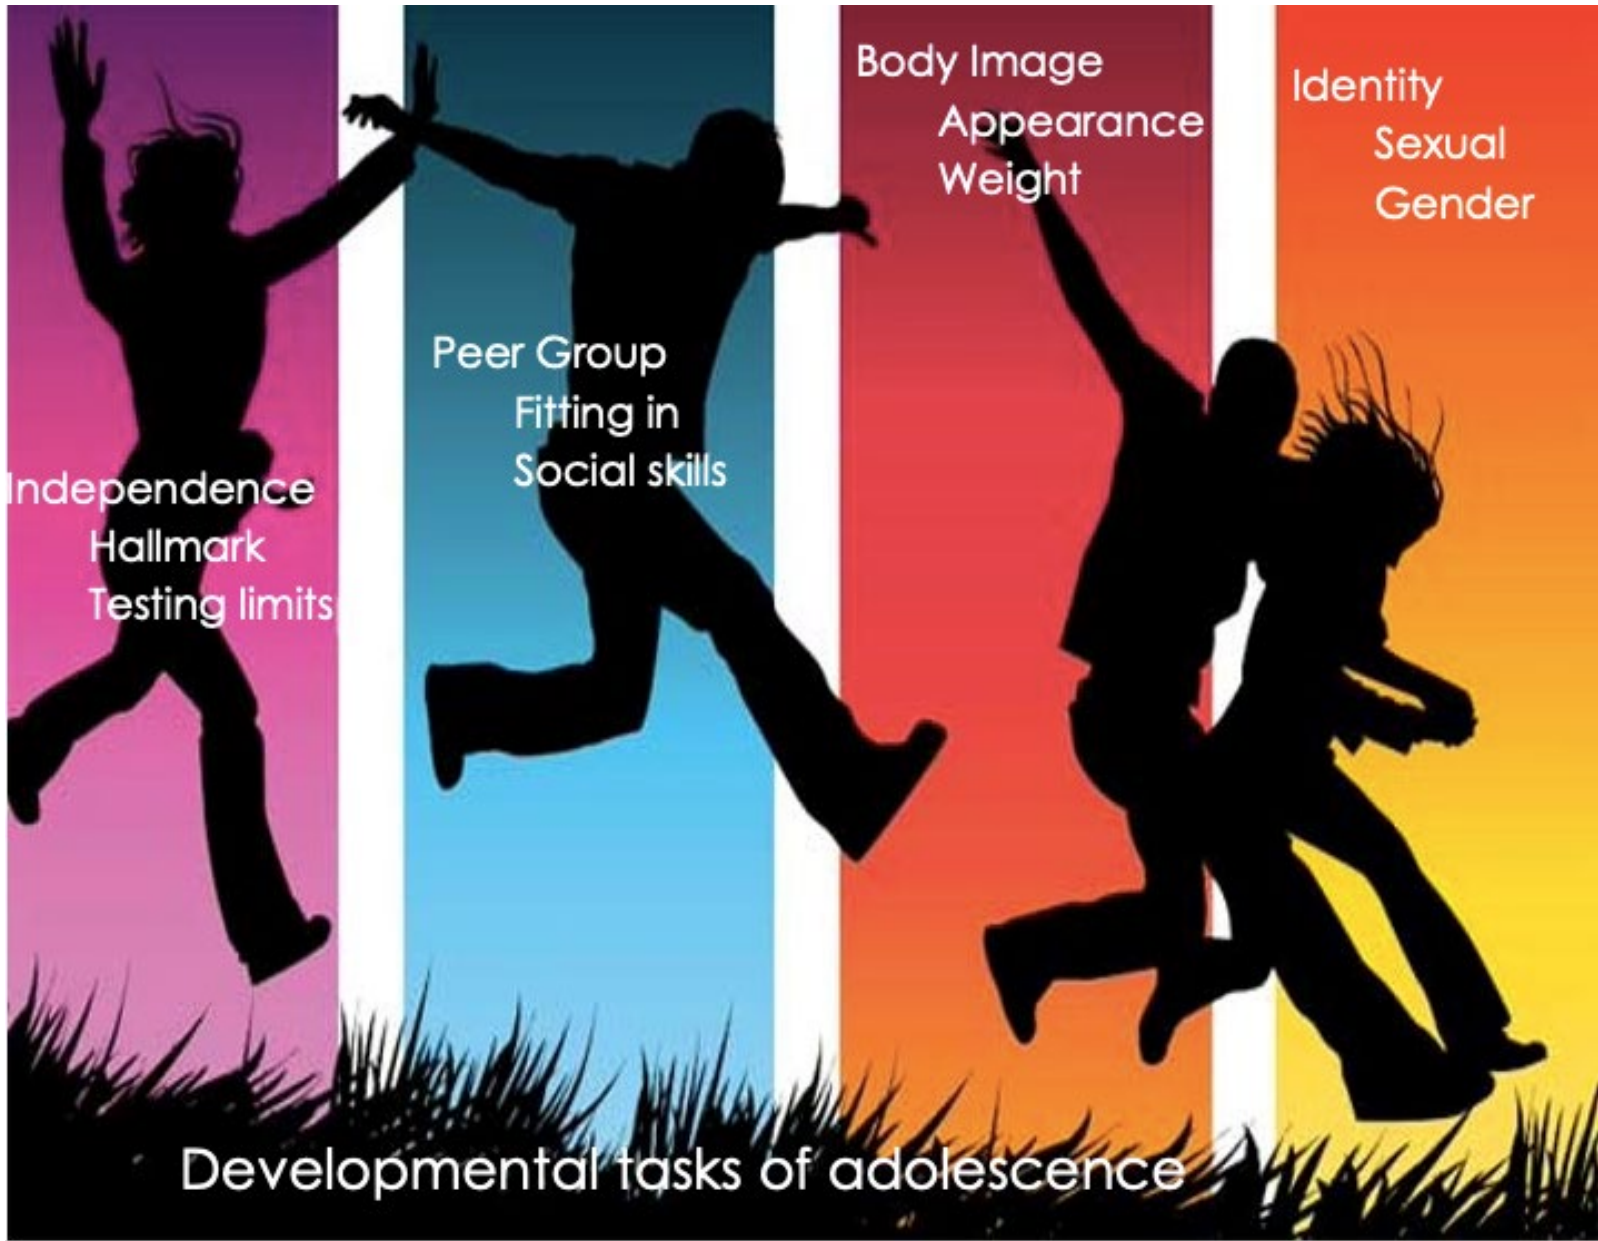 Independence
Hallmark
Testing limits
Peer Group
Fitting in
Social skills
Body Image
Appearance
Weight
Identity
Sexual
Gender
Developmental tasks of adolescence